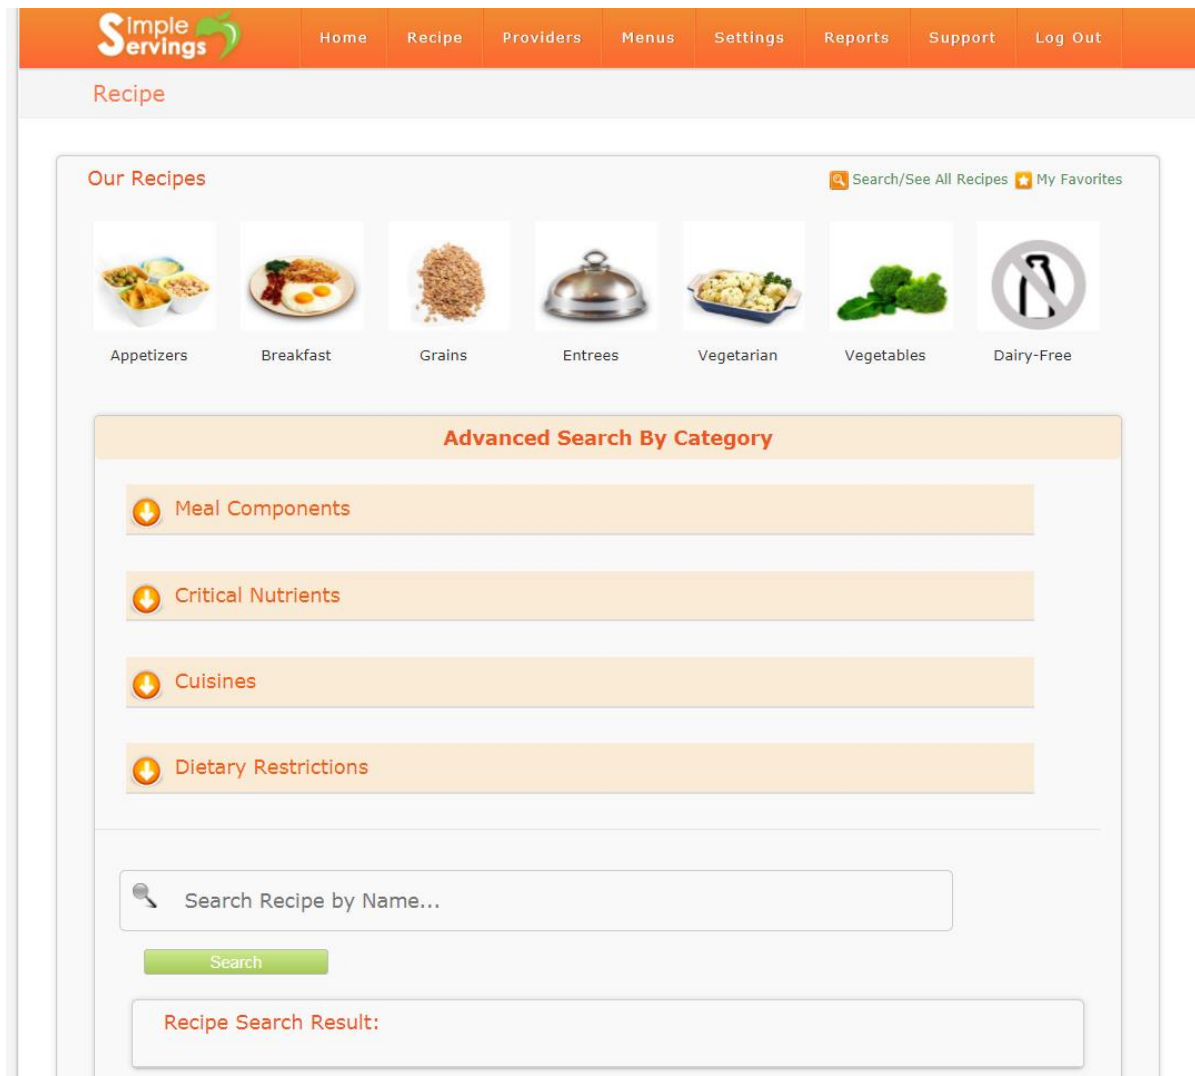 Simple
Servings
Home Recipe Providers Menus Settings Reports Support Log Out
Recipe
Our Recipes
Search/See All Recipes My Favorites
Appetizers Breakfast Grains Entrees Vegetarian Vegetables Dairy-Free
Advanced Search By Category
Meal Components
Critical Nutrients
Cuisines
Dietary Restrictions
Search Recipe by Name...
Search
Recipe Search Result: